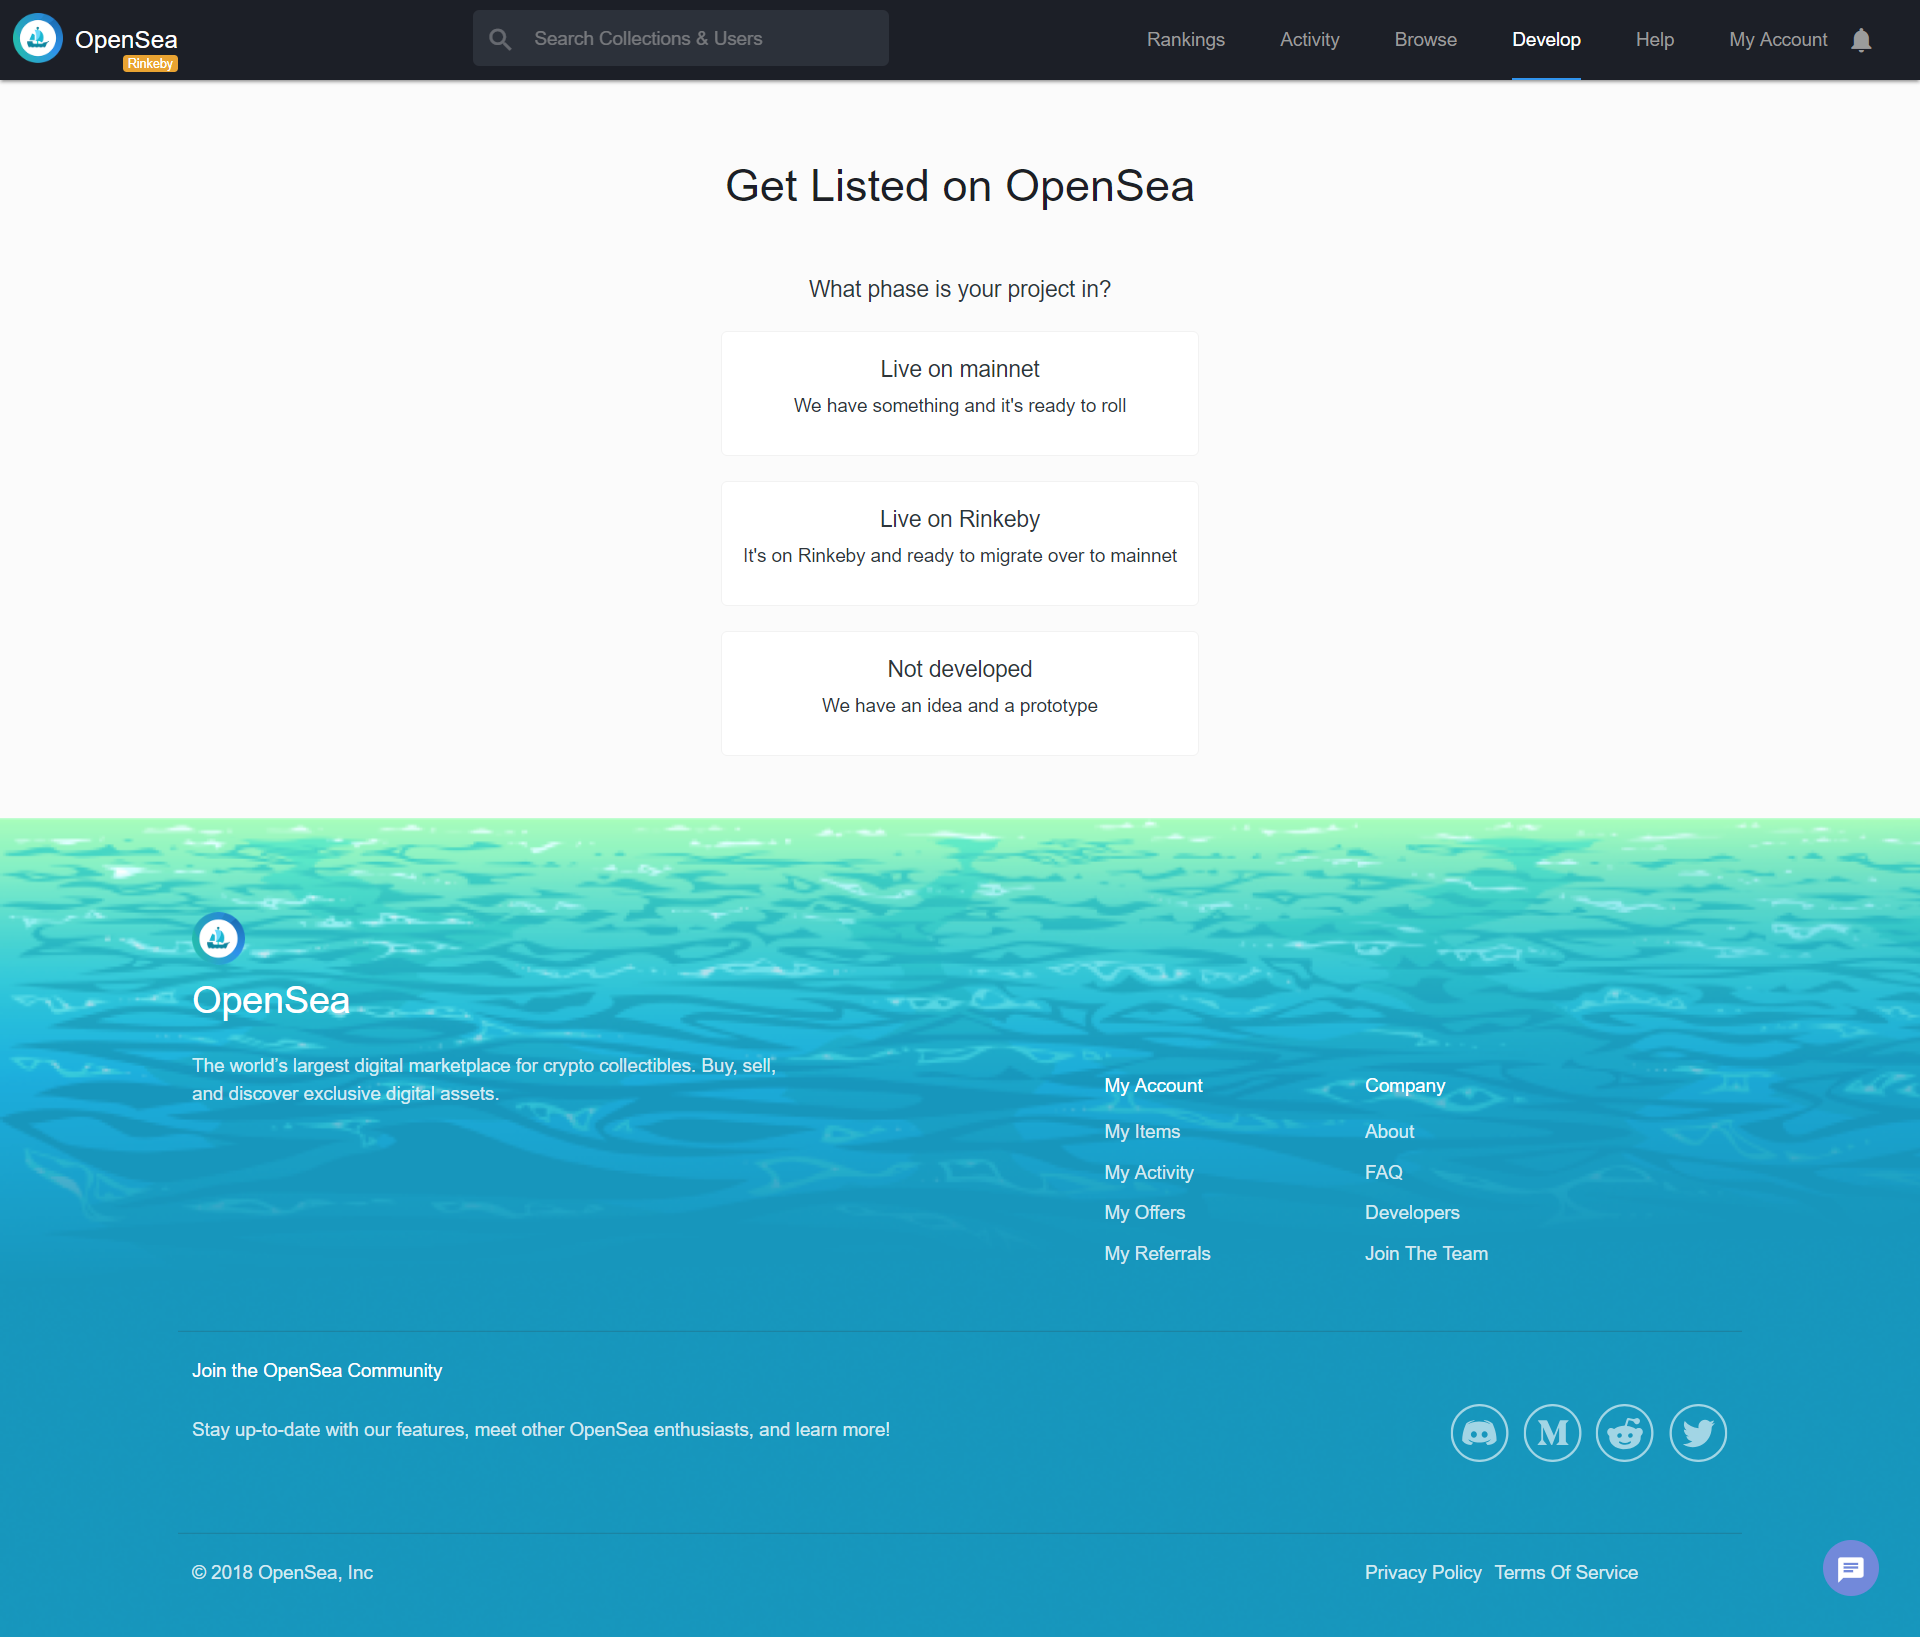 OpenSea
Rinkeby
Search Collections & Users
Rankings
Activity
Browse
Develop
Help
My Account
Get Listed on OpenSea
What phase is your project in?
Live on mainnet
We have something and it's ready to roll
Live on Rinkeby
It's on Rinkeby and ready to migrate over to mainnet
Not developed
We have an idea and a prototype
OpenSea
The world’s largest digital marketplace for crypto collectibles. Buy, sell,
and discover exclusive digital assets.
My Account
My Items
My Activity
My Offers
My Referrals
Company
About
FAQ
Developers
Join The Team
Join the OpenSea Community
Stay up-to-date with our features, meet other OpenSea enthusiasts, and learn more!
M
© 2018 OpenSea, Inc
Privacy Policy
Terms Of Service